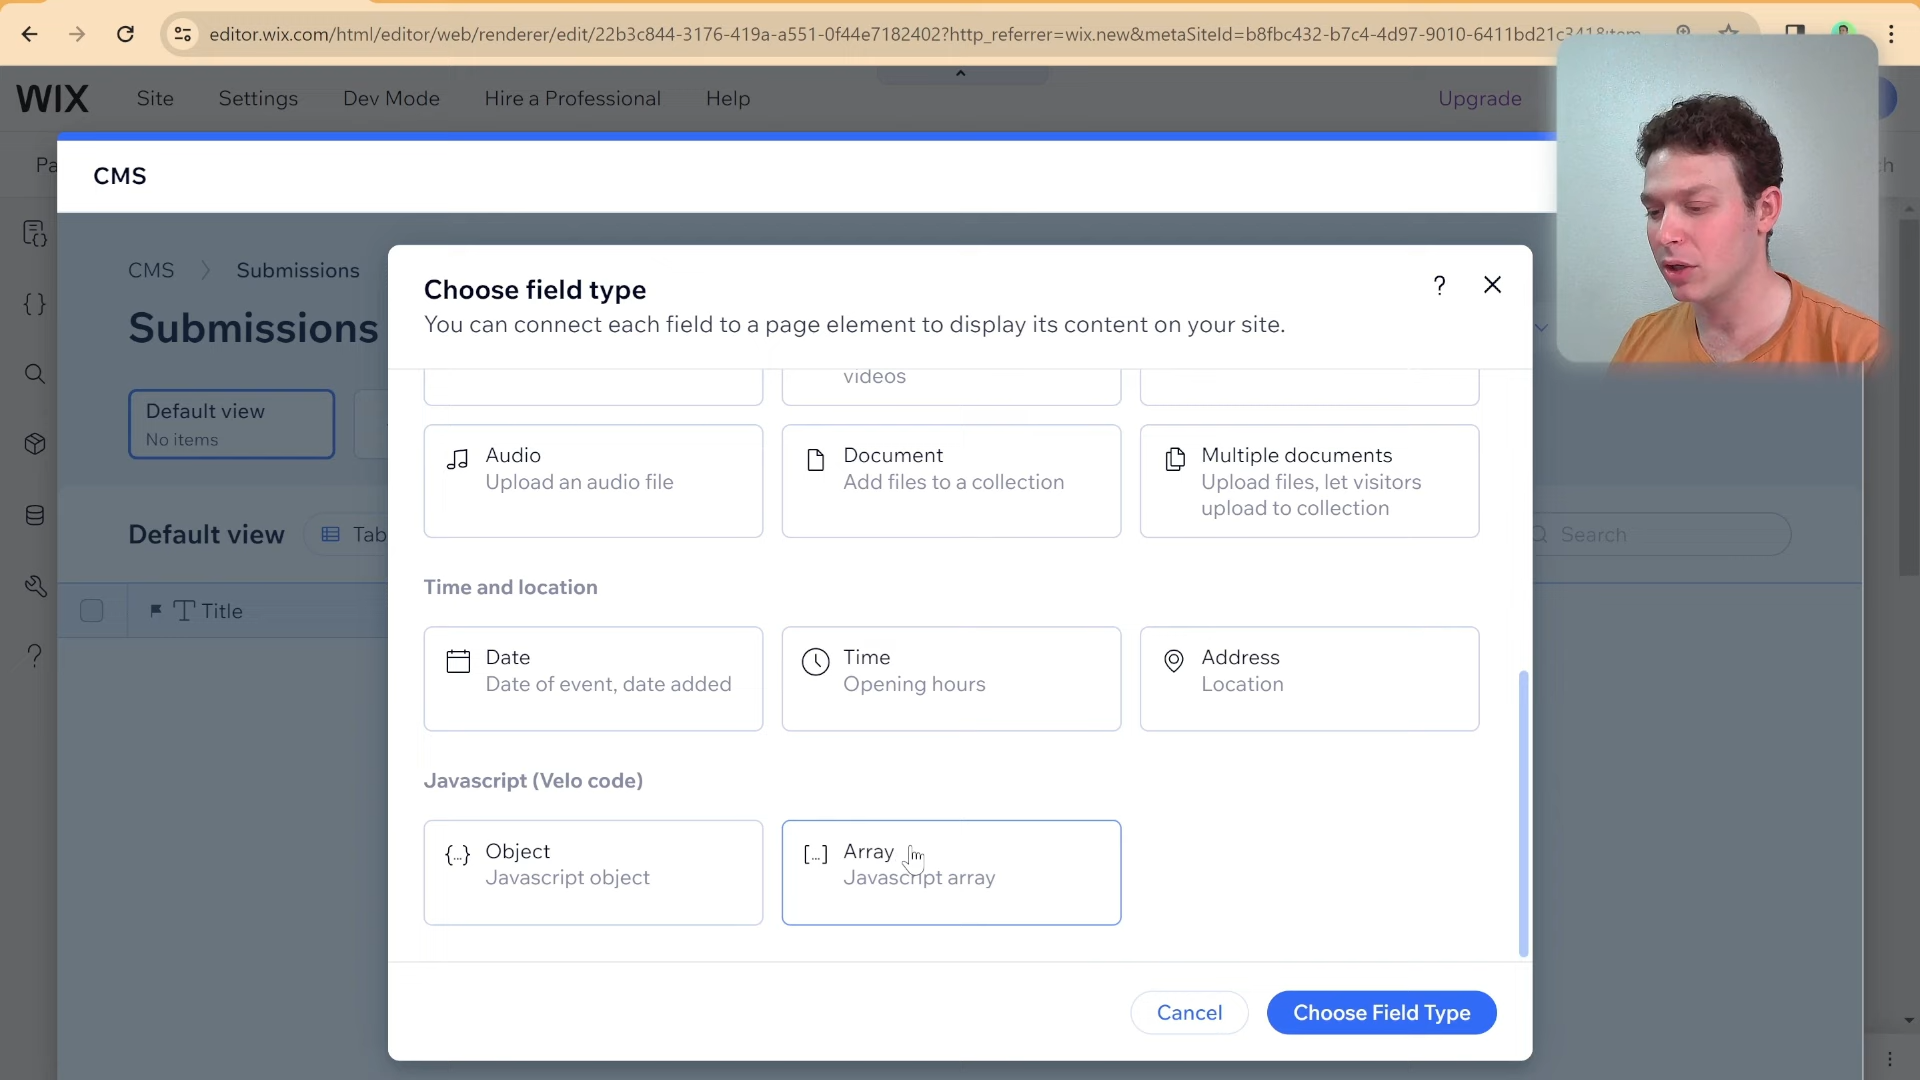 editor.wix.com/html/editor/web/renderer/edit/22b3c844-3176-419a-a551-0f44e7182402?http_referrer=wix.new&metaSiteId=b8fbc432-b7c4-4d97-9010-6411bd21c341&item
WIX Site Settings Dev Mode Hire a Professional Help Upgrade
CMS
CMS Submissions
Submissions
Default view
No items
Default view Tab Search
Title
Choose field type ?
You can connect each field to a page element to display its content on your site.
videos
Audio
Upload an audio file
Document
Add files to a collection
Multiple documents
Upload files, let visitors
upload to collection
Time and location
Date
Date of event, date added
Time
Opening hours
Address
Location
Javascript (Velo code)
{...} Object
Javascript object
[...] Array
Javascript array
Cancel Choose Field Type